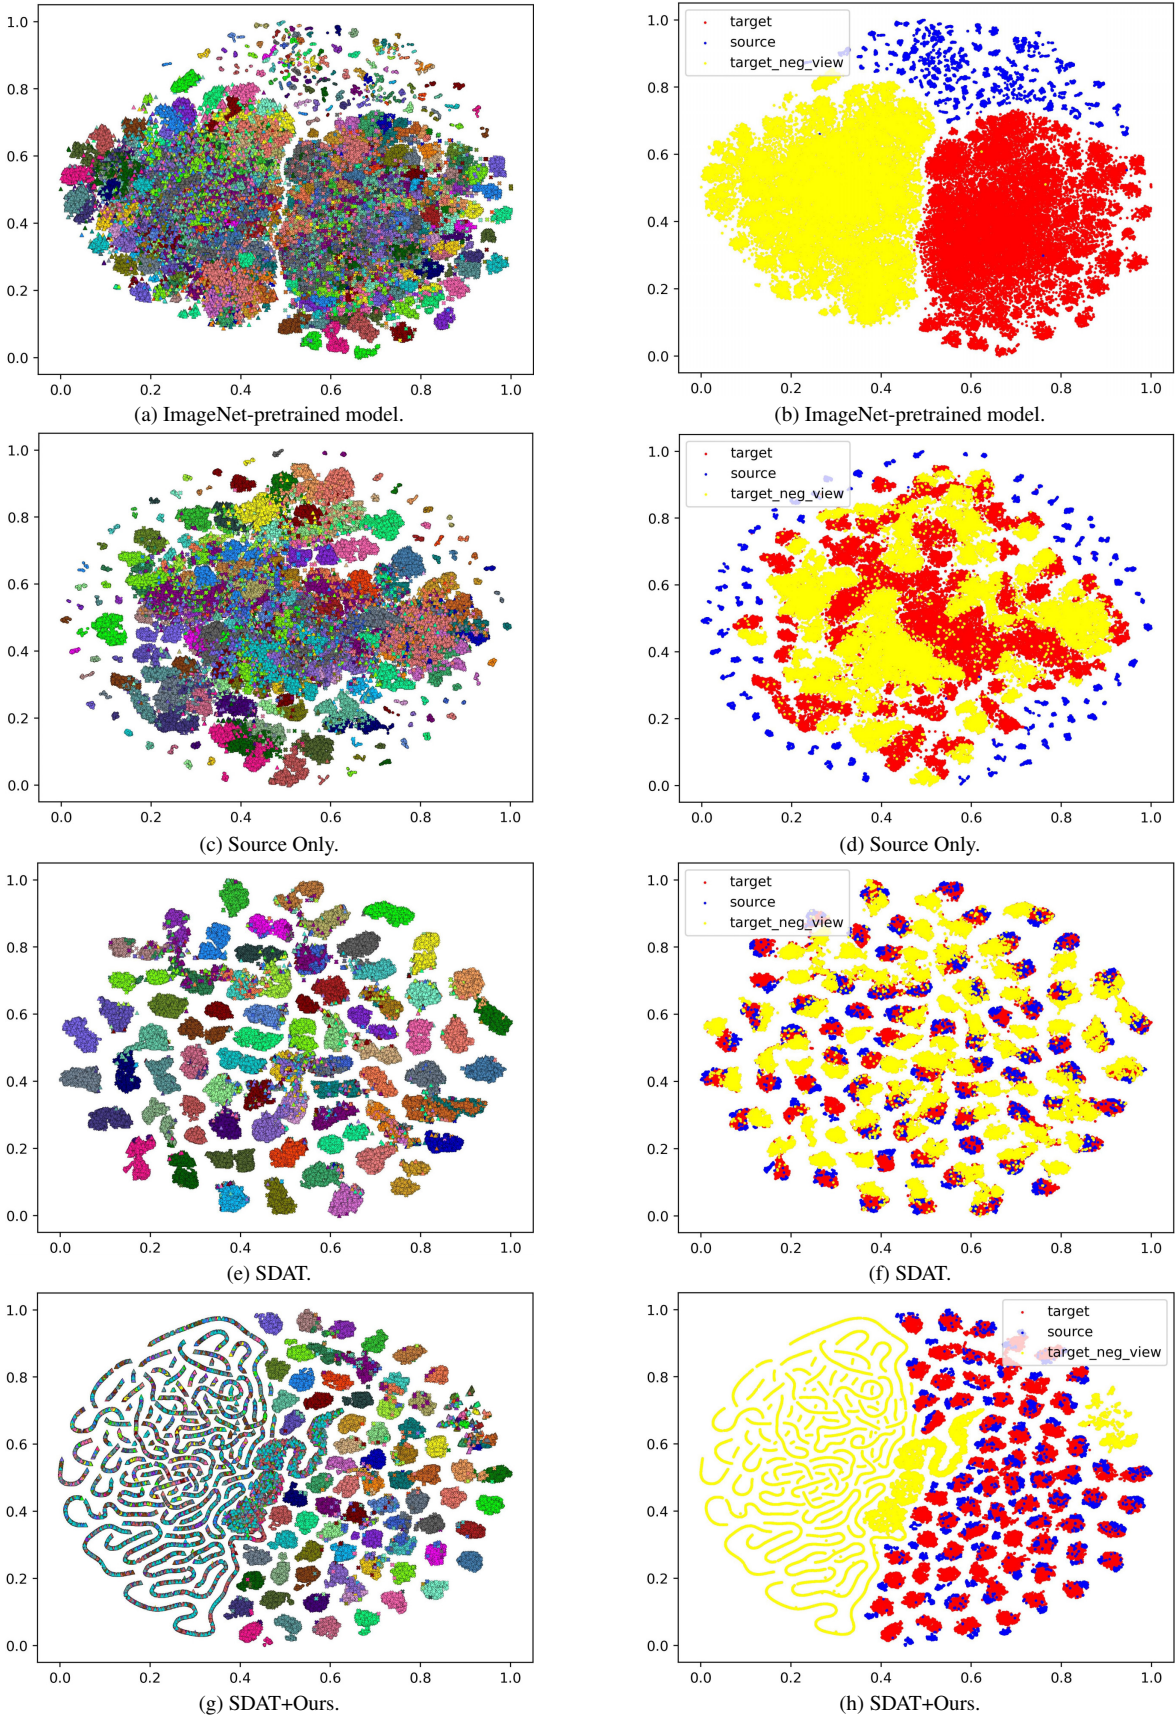 1.0
0.8
0.6
0.4
0.2
0.0
0.0 0.2 0.4 0.6 0.8 1.0
(a) ImageNet-pretrained model.
target
source
target_neg_view
1.0
0.8
0.6
0.4
0.2
0.0
0.0 0.2 0.4 0.6 0.8 1.0
(b) ImageNet-pretrained model.
1.0
0.8
0.6
0.4
0.2
0.0
0.0 0.2 0.4 0.6 0.8 1.0
(c) Source Only.
target
source
target_neg_view
1.0
0.8
0.6
0.4
0.2
0.0
0.0 0.2 0.4 0.6 0.8 1.0
(d) Source Only.
1.0
0.8
0.6
0.4
0.2
0.0
0.0 0.2 0.4 0.6 0.8 1.0
(e) SDAT.
target
source
target_neg_view
1.0
0.8
0.6
0.4
0.2
0.0
0.0 0.2 0.4 0.6 0.8 1.0
(f) SDAT.
1.0
0.8
0.6
0.4
0.2
0.0
0.0 0.2 0.4 0.6 0.8 1.0
(g) SDAT+Ours.
target
source
target_neg_view
1.0
0.8
0.6
0.4
0.2
0.0
0.0 0.2 0.4 0.6 0.8 1.0
(h) SDAT+Ours.